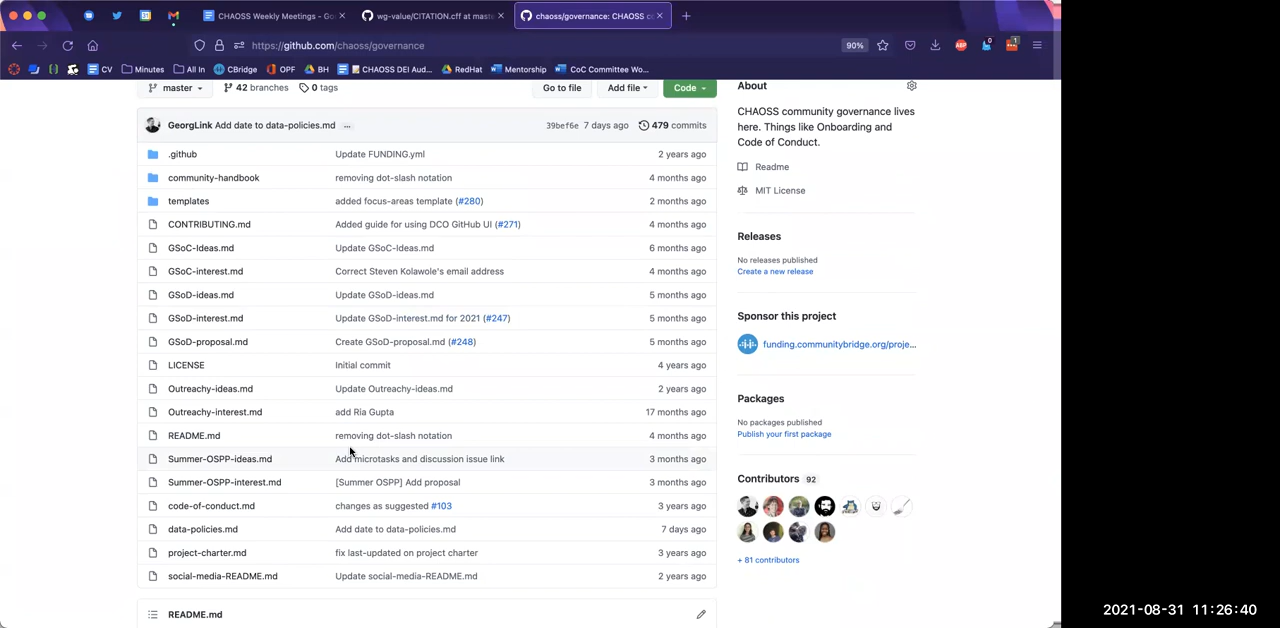 CHAOSS Weekly Meetings - Go
wg-value/CITATION.cff at mast
chaoss/governance: CHAOSS c
https://github.com/chaoss/governance
90%
CV Minutes All In CBridge OPF BH CHAOSS DEI Aud... RedHat Mentorship CoC Committee Wo...
master 42 branches 0 tags Go to file Add file Code
GeorgLink Add date to data-policies.md ... 39bef6e 7 days ago 479 commits
.github Update FUNDING.yml 2 years ago
community-handbook removing dot-slash notation 4 months ago
templates added focus-areas template (#280) 2 months ago
CONTRIBUTING.md Added guide for using DCO GitHub UI (#271) 4 months ago
GSoC-Ideas.md Update GSoC-Ideas.md 6 months ago
GSoC-interest.md Correct Steven Kolawole's email address 4 months ago
GSoD-ideas.md Update GSoD-ideas.md 5 months ago
GSoD-interest.md Update GSoD-interest.md for 2021 (#247) 5 months ago
GSoD-proposal.md Create GSoD-proposal.md (#248) 5 months ago
LICENSE Initial commit 4 years ago
Outreachy-ideas.md Update Outreachy-ideas.md 2 years ago
Outreachy-interest.md add Ria Gupta 17 months ago
README.md removing dot-slash notation 4 months ago
Summer-OSPP-ideas.md Add microtasks and discussion issue link 3 months ago
Summer-OSPP-interest.md [Summer OSPP] Add proposal 3 months ago
code-of-conduct.md changes as suggested #103 3 years ago
data-policies.md Add date to data-policies.md 7 days ago
project-charter.md fix last-updated on project charter 3 years ago
social-media-README.md Update social-media-README.md 2 years ago
README.md
About
CHAOSS community governance lives
here. Things like Onboarding and
Code of Conduct.
Readme
MIT License
Releases
No releases published
Create a new release
Sponsor this project
funding.communitybridge.org/proje...
Packages
No packages published
Publish your first package
Contributors 92
+ 81 contributors
2021-08-31 11:26:40